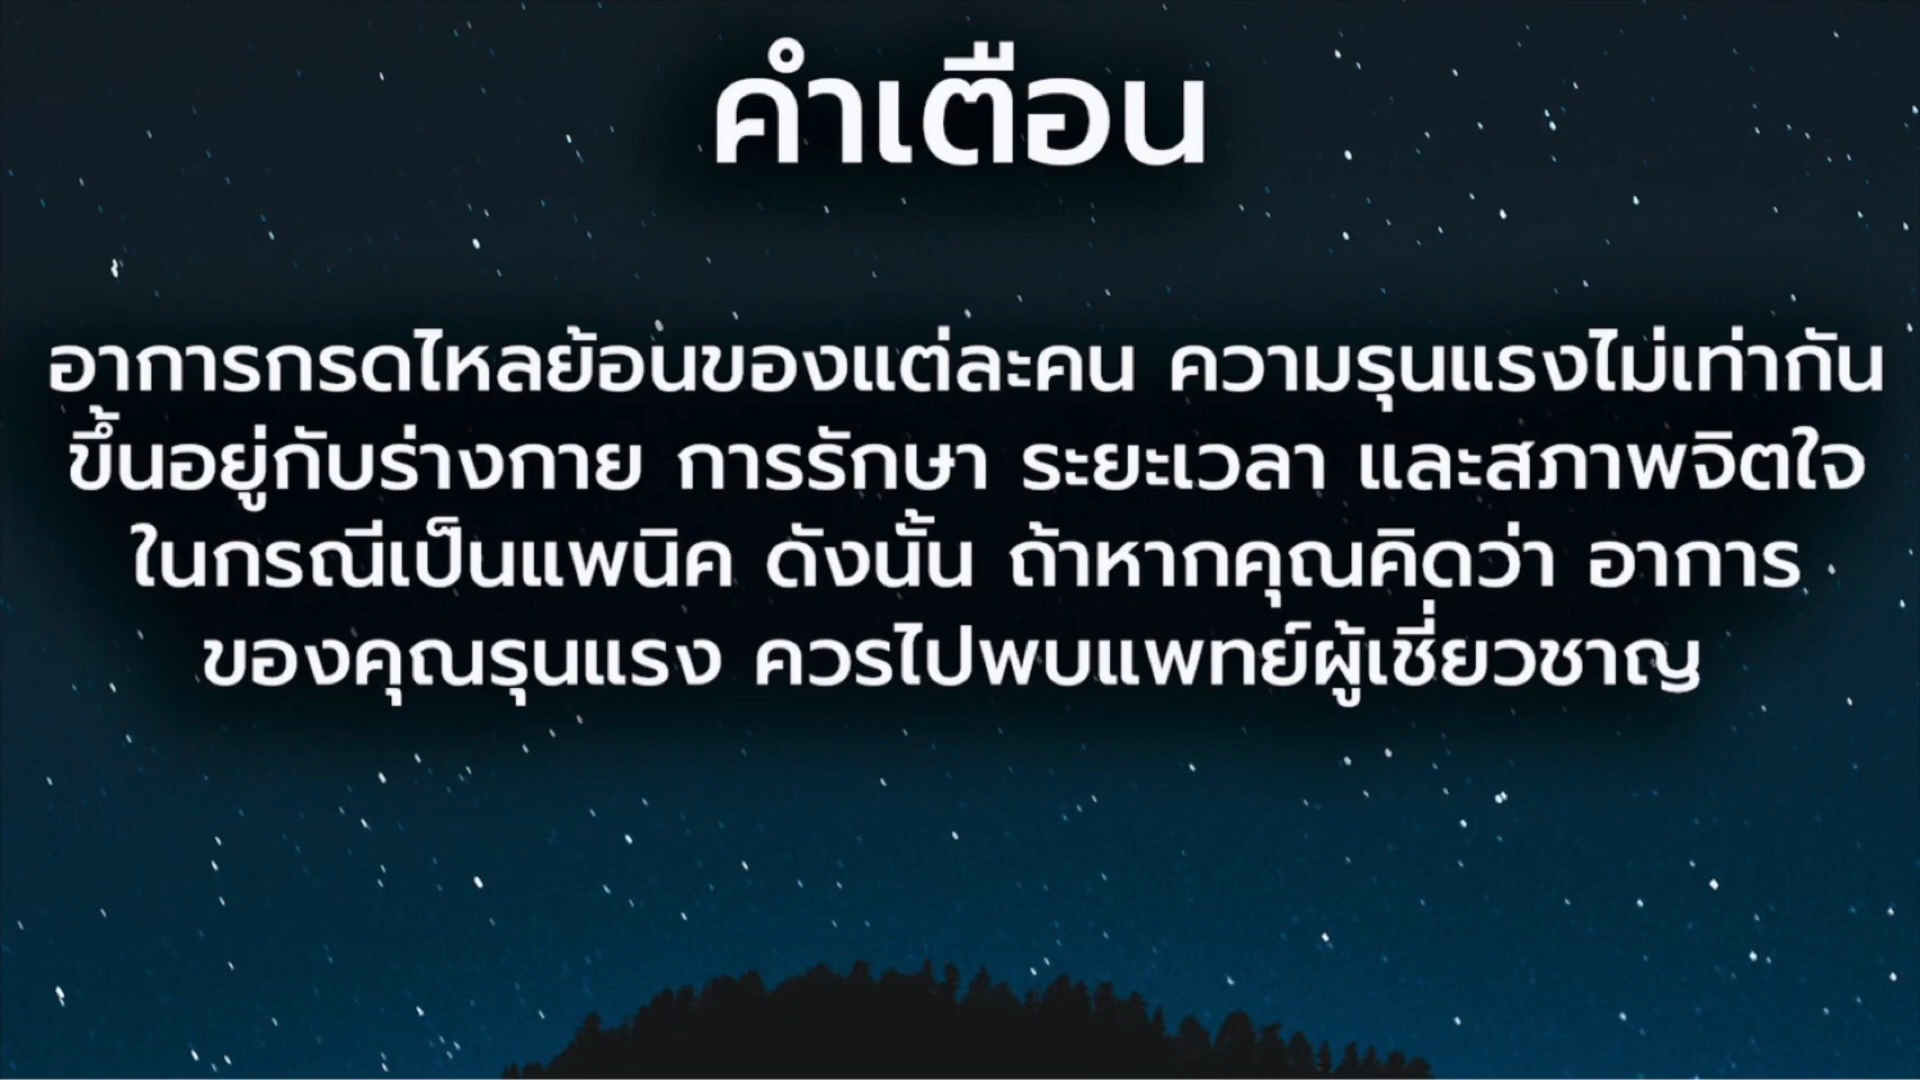 คำเตือน
อาการกรดไหลย้อนของแต่ละคน ความรุนแรงไม่เท่ากัน
ขึ้นอยู่กับร่างกาย การรักษา ระยะเวลา และสภาพจิตใจ
ในกรณีเป็นแพนิค ดังนั้น ถ้าหากคุณคิดว่า อาการ
ของคุณรุนแรง ควรไปพบแพทย์ผู้เชี่ยวชาญ